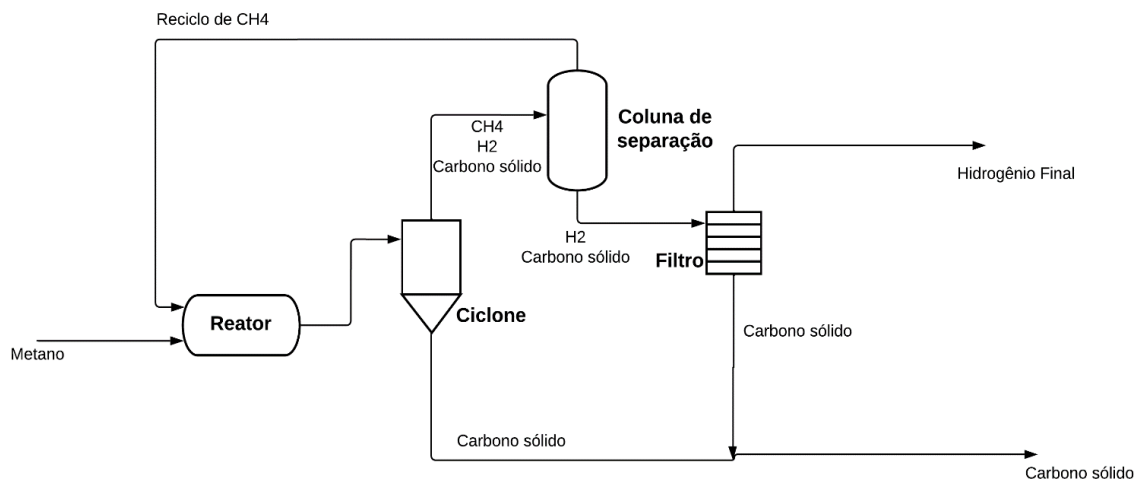 Reciclo de CH4
CH4
H2
Carbono sólido
Coluna de
separação
Hidrogênio Final
H2
Carbono sólido
Filtro
Reator
Ciclone
Metano
Carbono sólido
Carbono sólido
Carbono sólido